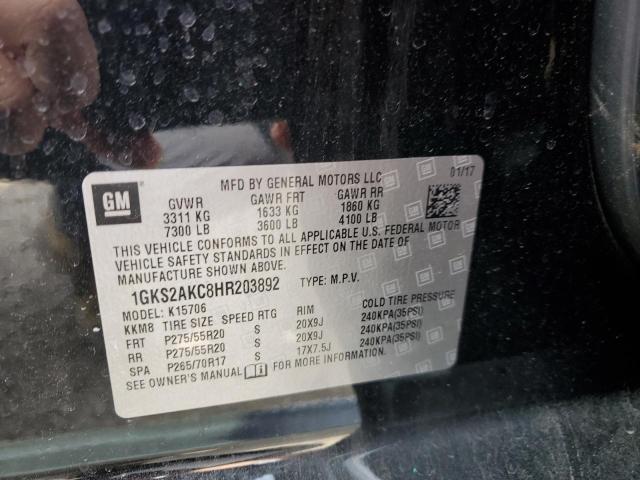 GM
MFD BY GENERAL MOTORS LLC 01/17
GVWR GAWR FRT GAWR RR
3311 KG 1633 KG 1860 KG
7300 LB 3600 LB 4100 LB
THIS VEHICLE CONFORMS TO ALL APPLICABLE U.S. FEDERAL MOTOR
VEHICLE SAFETY STANDARDS IN EFFECT ON THE DATE OF
MANUFACTURE SHOWN ABOVE.
1GKS2AKC8HR203892 TYPE: M.P.V.
MODEL: K15706
KKM8 TIRE SIZE SPEED RTG RIM COLD TIRE PRESSURE
FRT P275/55R20 S 20X9J 240KPA(35PSI)
RR P275/55R20 S 20X9J 240KPA(35PSI)
SPA P265/70R17 S 17X7.5J 240KPA(35PSI)
SEE OWNER'S MANUAL FOR MORE INFORMATION.